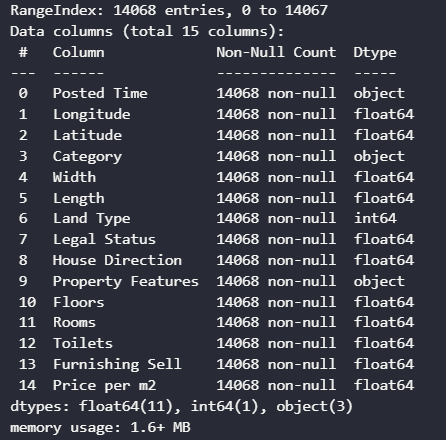 RangeIndex: 14068 entries, 0 to 14067
Data columns (total 15 columns):
 #   Column             Non-Null Count  Dtype
---  ------             --------------  -----
 0   Posted Time        14068 non-null  object
 1   Longitude          14068 non-null  float64
 2   Latitude           14068 non-null  float64
 3   Category           14068 non-null  object
 4   Width              14068 non-null  float64
 5   Length             14068 non-null  float64
 6   Land Type          14068 non-null  int64
 7   Legal Status       14068 non-null  float64
 8   House Direction    14068 non-null  float64
 9   Property Features  14068 non-null  object
 10  Floors             14068 non-null  float64
 11  Rooms              14068 non-null  float64
 12  Toilets            14068 non-null  float64
 13  Furnishing Sell    14068 non-null  float64
 14  Price per m2       14068 non-null  float64
dtypes: float64(11), int64(1), object(3)
memory usage: 1.6+ MB